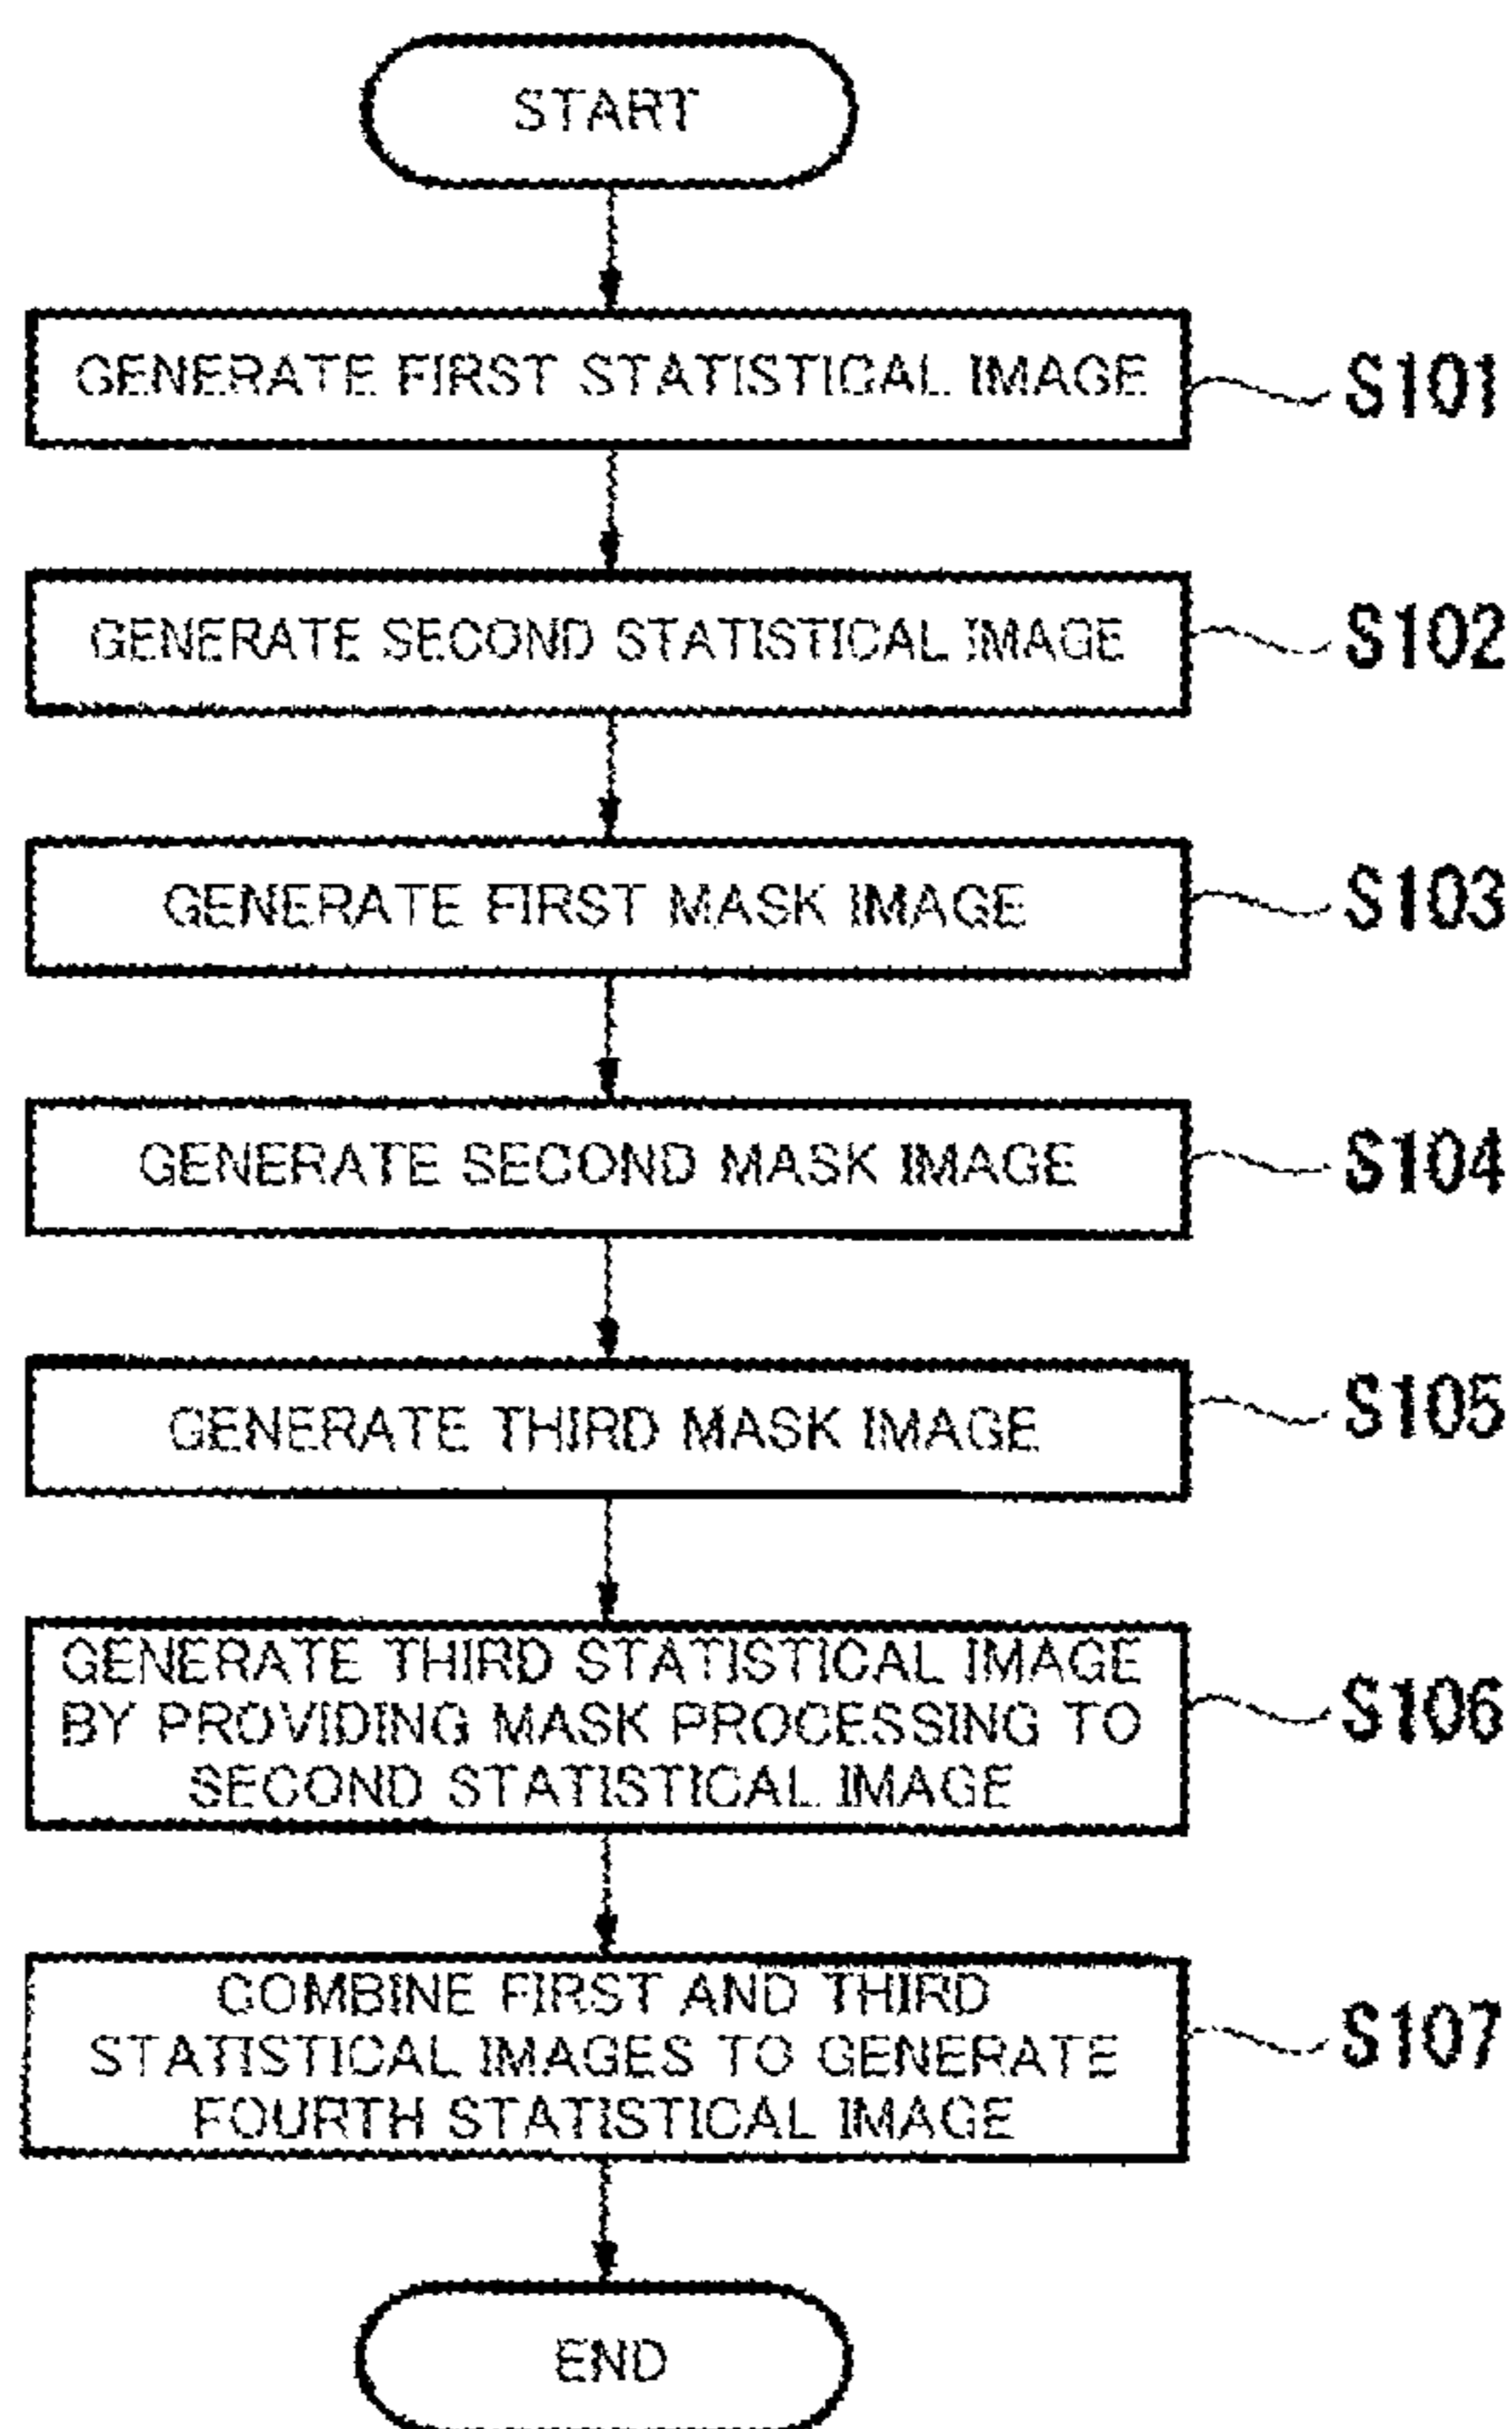 START
GENERATE FIRST STATISTICAL IMAGE
S101
GENERATE SECOND STATISTICAL IMAGE
S102
GENERATE FIRST MASK IMAGE
S103
GENERATE SECOND MASK IMAGE
S104
GENERATE THIRD MASK IMAGE
S105
GENERATE THIRD STATISTICAL IMAGE
BY PROVIDING MASK PROCESSING TO
SECOND STATISTICAL IMAGE
S106
COMBINE FIRST AND THIRD
STATISTICAL IMAGES TO GENERATE
FOURTH STATISTICAL IMAGE
S107
END